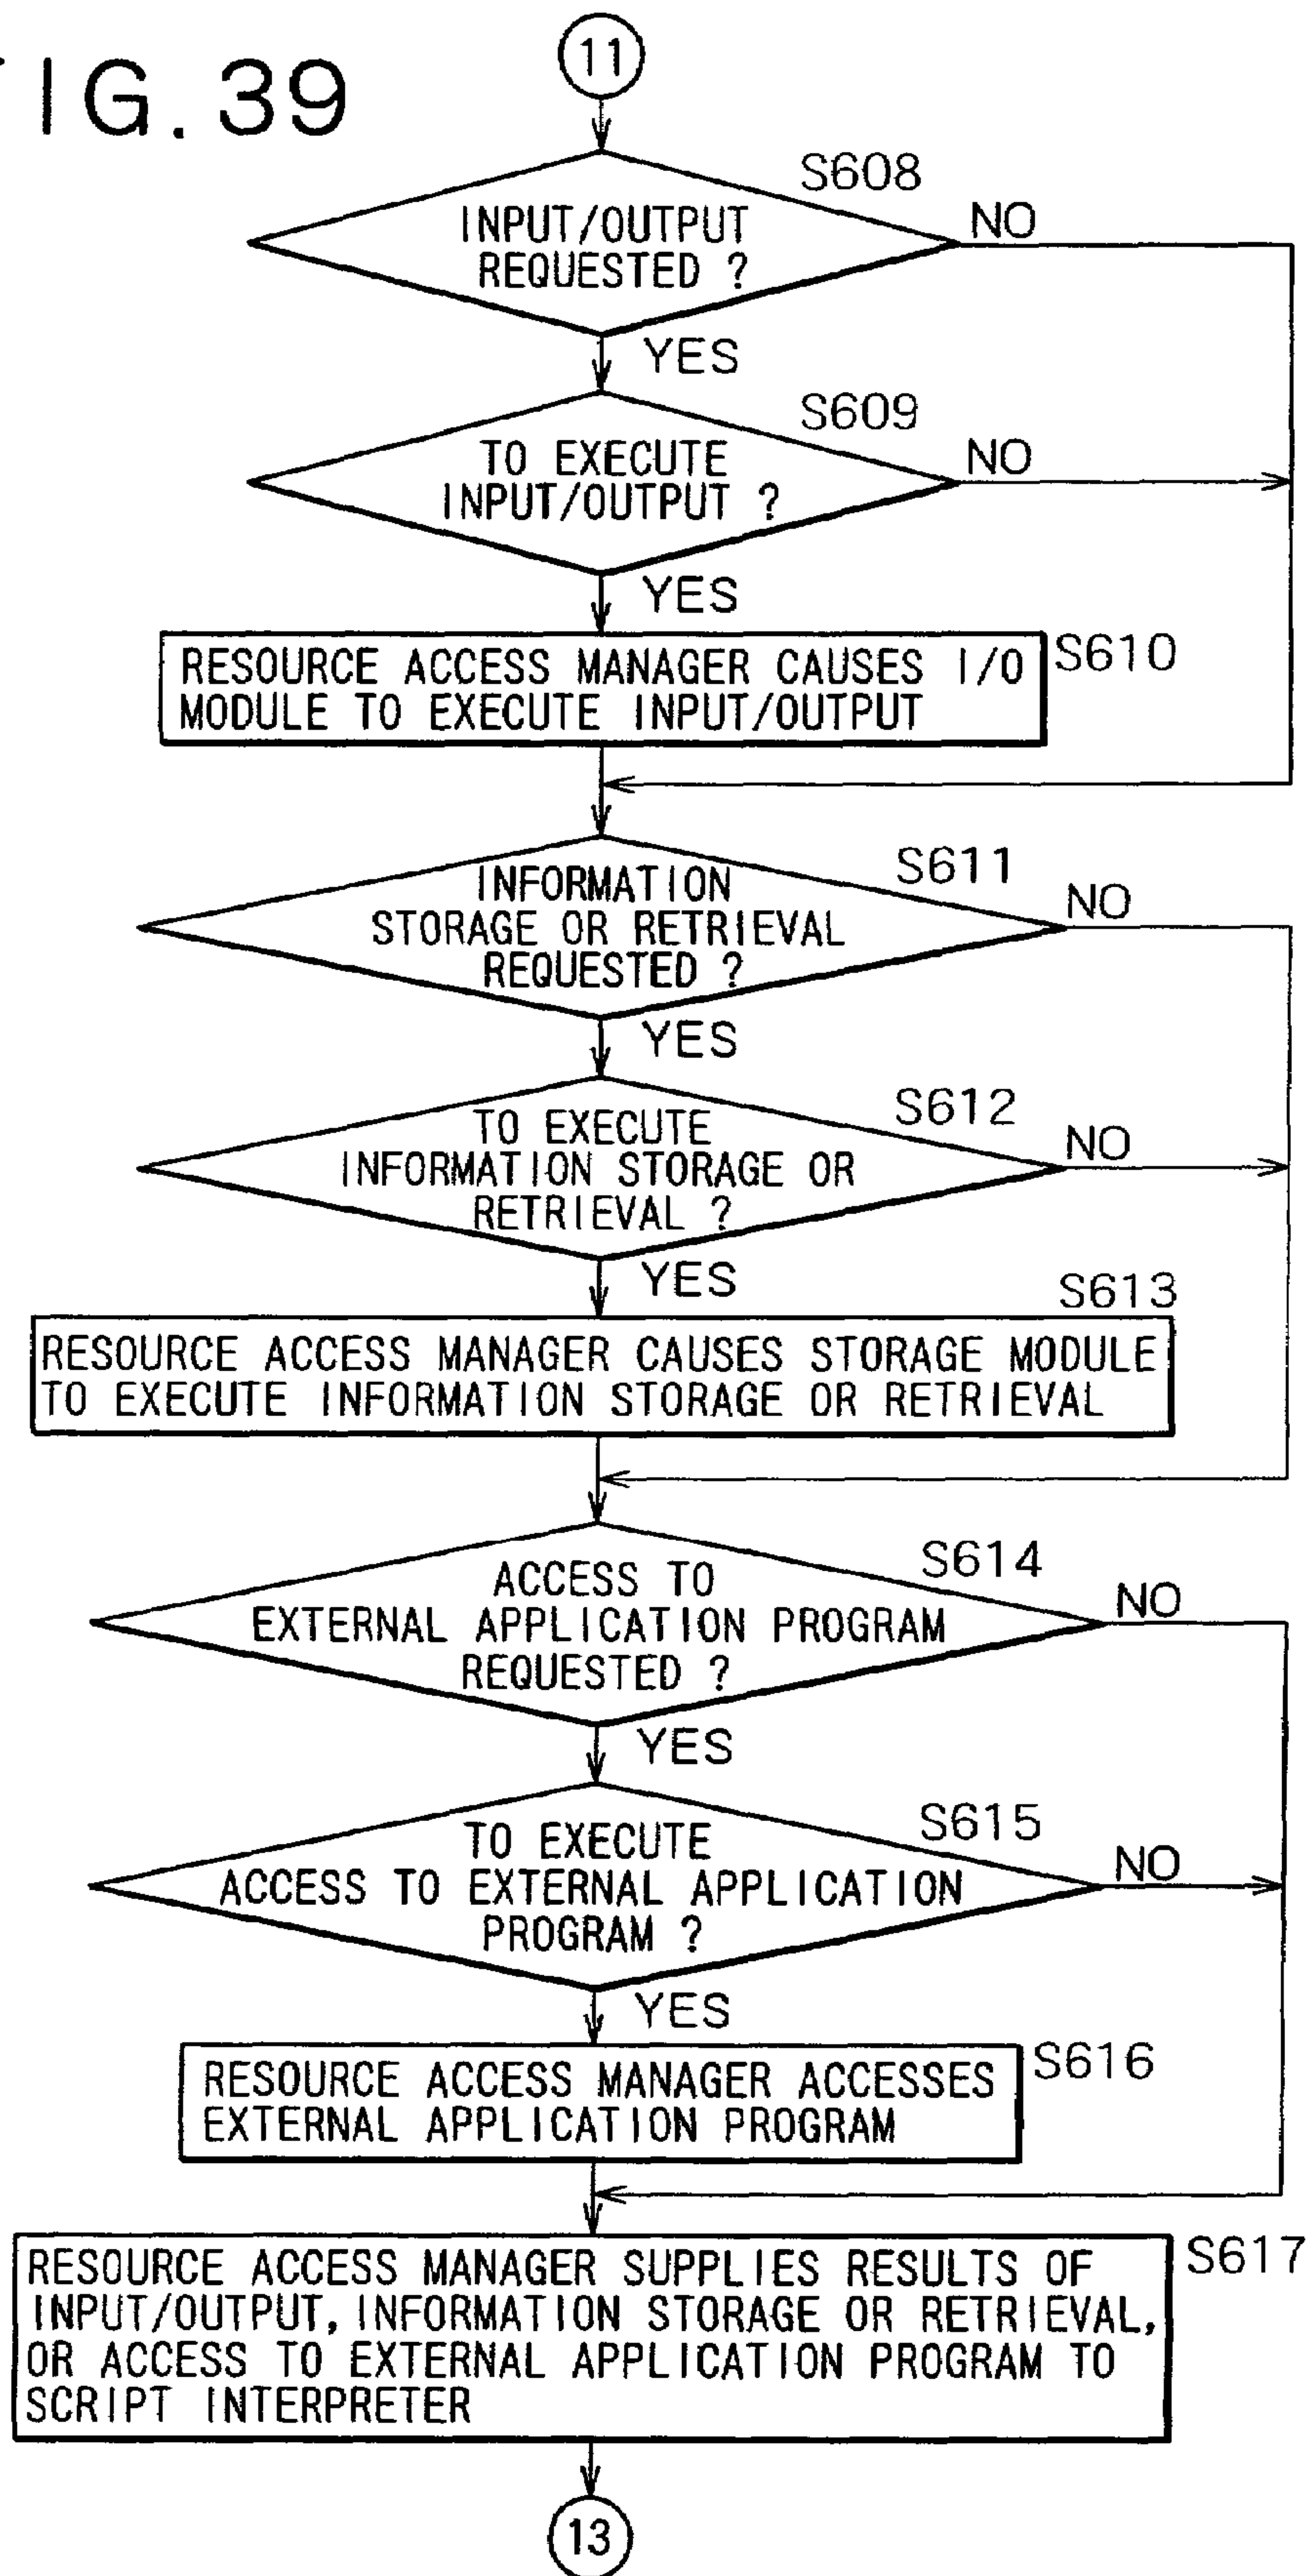 FIG. 39
11
S608
INPUT/OUTPUT
REQUESTED ?
NO
YES
S609
TO EXECUTE
INPUT/OUTPUT ?
NO
YES
S610
RESOURCE ACCESS MANAGER CAUSES I/O
MODULE TO EXECUTE INPUT/OUTPUT
S611
INFORMATION
STORAGE OR RETRIEVAL
REQUESTED ?
NO
YES
S612
TO EXECUTE
INFORMATION STORAGE OR
RETRIEVAL ?
NO
YES
S613
RESOURCE ACCESS MANAGER CAUSES STORAGE MODULE
TO EXECUTE INFORMATION STORAGE OR RETRIEVAL
S614
ACCESS TO
EXTERNAL APPLICATION PROGRAM
REQUESTED ?
NO
YES
S615
TO EXECUTE
ACCESS TO EXTERNAL APPLICATION
PROGRAM ?
NO
YES
S616
RESOURCE ACCESS MANAGER ACCESSES
EXTERNAL APPLICATION PROGRAM
S617
RESOURCE ACCESS MANAGER SUPPLIES RESULTS OF
INPUT/OUTPUT, INFORMATION STORAGE OR RETRIEVAL,
OR ACCESS TO EXTERNAL APPLICATION PROGRAM TO
SCRIPT INTERPRETER
13